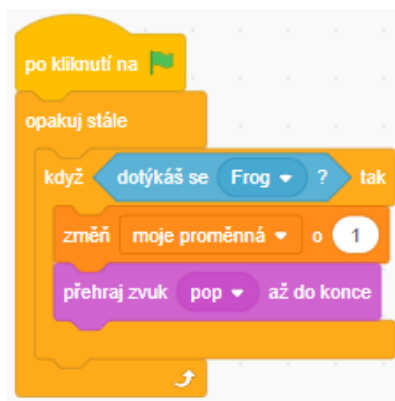 po kliknutí na
opakuj stále
když dotýkáš se Frog ? tak
změň moje proměnná o 1
přehraj zvuk pop až do konce